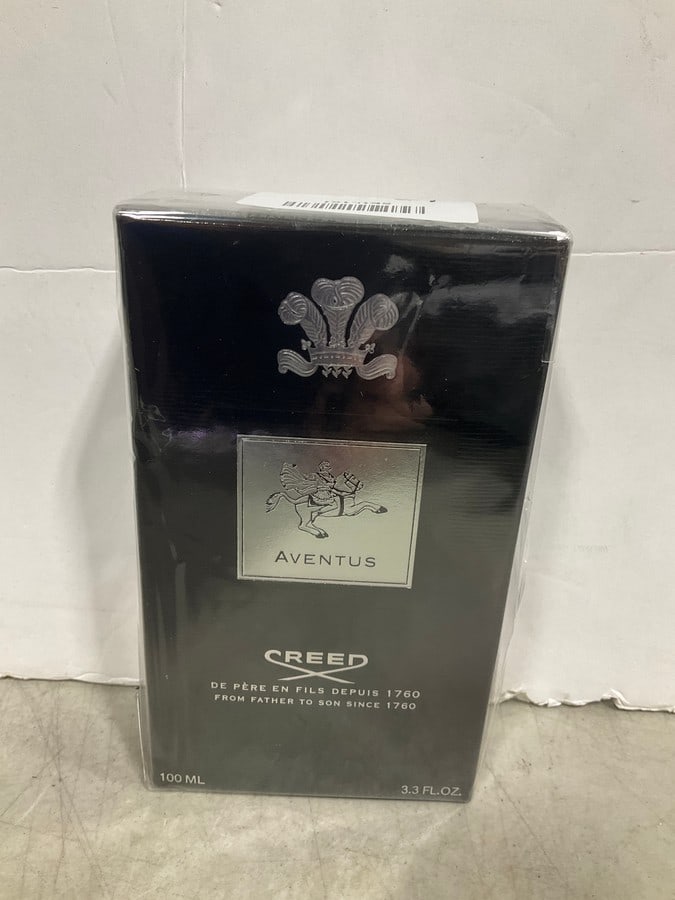 AVENTUS
CREED
DE PÈRE EN FILS DEPUIS 1760
FROM FATHER TO SON SINCE 1760
100 ML
3.3 FL.OZ.